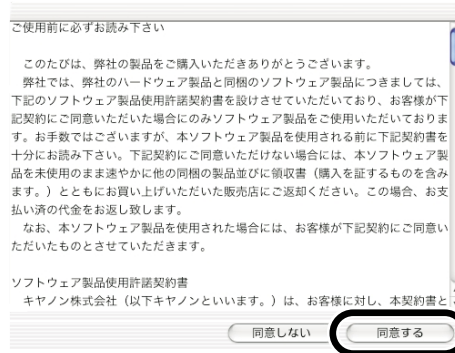 ご使用前に必ずお読み下さい
このたびは、弊社の製品をご購入いただきありがとうございます。
弊社では、弊社のハードウェア製品と同梱のソフトウェア製品につきましては、
下記のソフトウェア製品使用許諾契約書を設けさせていただいており、お客様が下
記契約にご同意いただいた場合にのみソフトウェア製品をご使用いただいておりま
す。お手数ではございますが、本ソフトウェア製品を使用される前に下記契約書を
十分にお読み下さい。下記契約にご同意いただけない場合には、本ソフトウェア製
品を未使用のまま速やかに他の同梱の製品並びに領収書（購入を証するものを含み
ます。）とともにお買い上げいただいた販売店にご返却ください。この場合、お支
払い済の代金をお返し致します。
なお、本ソフトウェア製品を使用された場合には、お客様が下記契約にご同意い
ただいたものとさせていただきます。
ソフトウェア製品使用許諾契約書
キヤノン株式会社（以下キヤノンといいます。）は、お客様に対し、本契約書と
同意しない
同意する